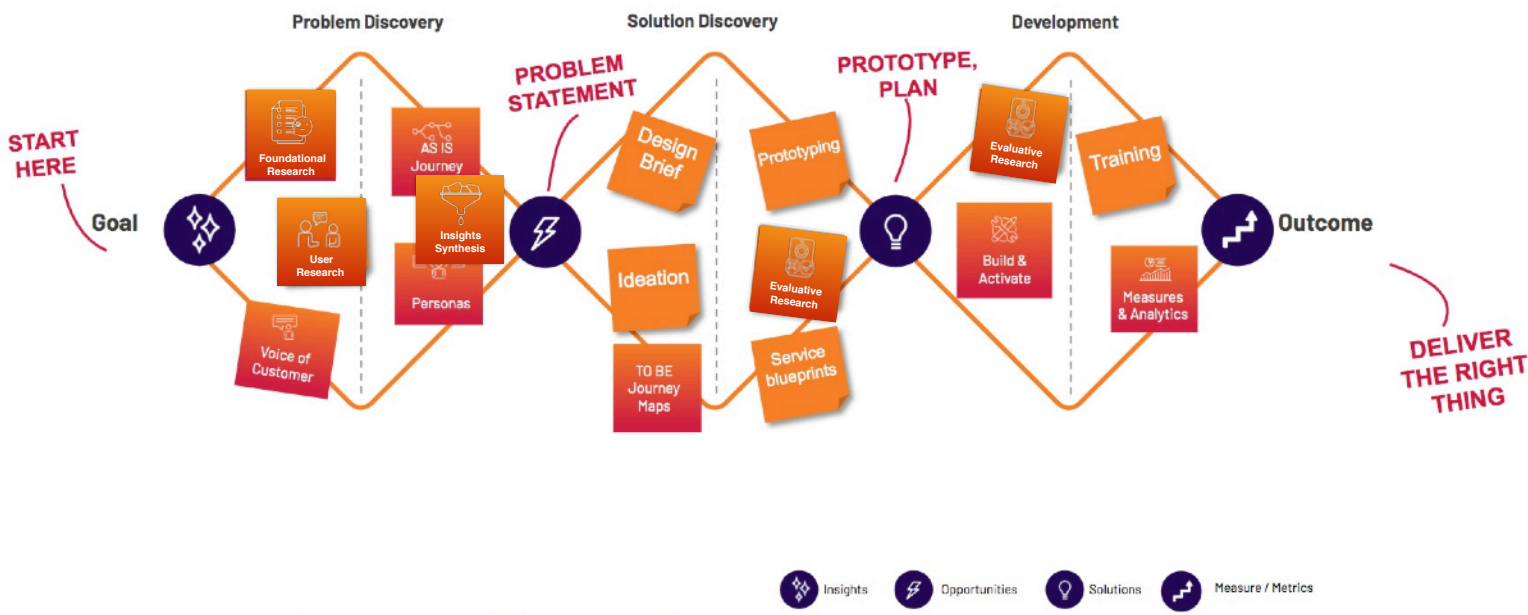 Problem Discovery
Solution Discovery
Development
START
HERE
Goal
Foundational
Research
User
Research
Voice of
Customer
AS IS
Journey
Insights
Synthesis
Personas
PROBLEM
STATEMENT
Design
Brief
Ideation
TO BE
Journey
Maps
Prototyping
Evaluative
Research
Service
blueprints
PROTOTYPE,
PLAN
Evaluative
Research
Build &
Activate
Training
Measures
& Analytics
Outcome
DELIVER
THE RIGHT
THING
Insights
Opportunities
Solutions
Measure / Metrics